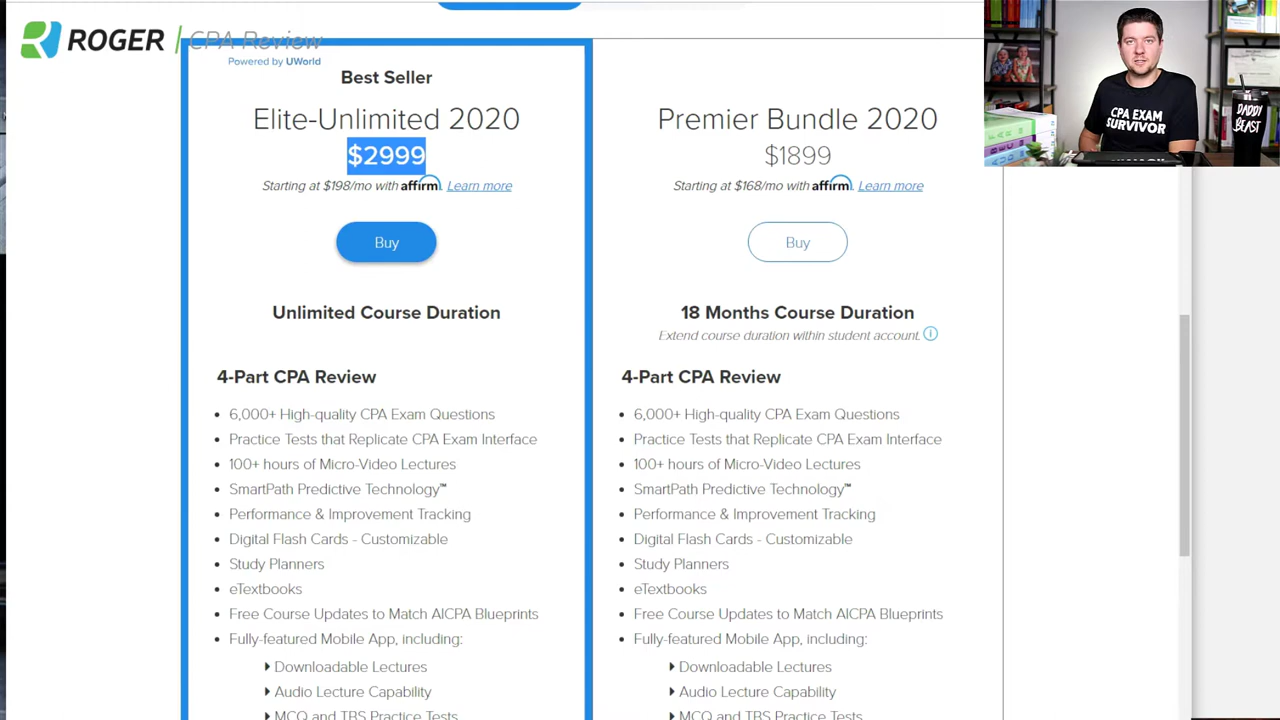 ROGER | CPA Review
Powered by UWorld
Best Seller
Elite-Unlimited 2020
$2999
Starting at $198/mo with affirm. Learn more
Buy
Unlimited Course Duration
4-Part CPA Review
• 6,000+ High-quality CPA Exam Questions
• Practice Tests that Replicate CPA Exam Interface
• 100+ hours of Micro-Video Lectures
• SmartPath Predictive Technology™
• Performance & Improvement Tracking
• Digital Flash Cards - Customizable
• Study Planners
• eTextbooks
• Free Course Updates to Match AICPA Blueprints
• Fully-featured Mobile App, including:
Downloadable Lectures
Audio Lecture Capability
MCQ and TBS Practice Tests
Premier Bundle 2020
$1899
Starting at $168/mo with affirm. Learn more
Buy
18 Months Course Duration
Extend course duration within student account.
4-Part CPA Review
• 6,000+ High-quality CPA Exam Questions
• Practice Tests that Replicate CPA Exam Interface
• 100+ hours of Micro-Video Lectures
• SmartPath Predictive Technology™
• Performance & Improvement Tracking
• Digital Flash Cards - Customizable
• Study Planners
• eTextbooks
• Free Course Updates to Match AICPA Blueprints
• Fully-featured Mobile App, including:
Downloadable Lectures
Audio Lecture Capability
MCQ and TBS Practice Tests
CPA EXAM
SURVIVOR
DADDY
BEAST